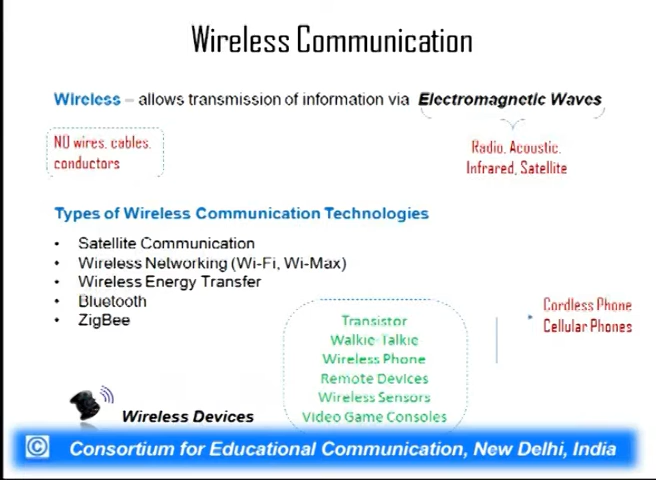 Wireless Communication
Wireless – allows transmission of information via Electromagnetic Waves
NO wires, cables,
conductors
Radio, Acoustic,
Infrared, Satellite
Types of Wireless Communication Technologies
• Satellite Communication
• Wireless Networking (Wi-Fi, Wi-Max)
• Wireless Energy Transfer
• Bluetooth
• ZigBee
Transistor
Walkie-Talkie
Wireless Phone
Remote Devices
Wireless Sensors
Video Game Consoles
Cordless Phone
Cellular Phones
Wireless Devices
© Consortium for Educational Communication, New Delhi, India